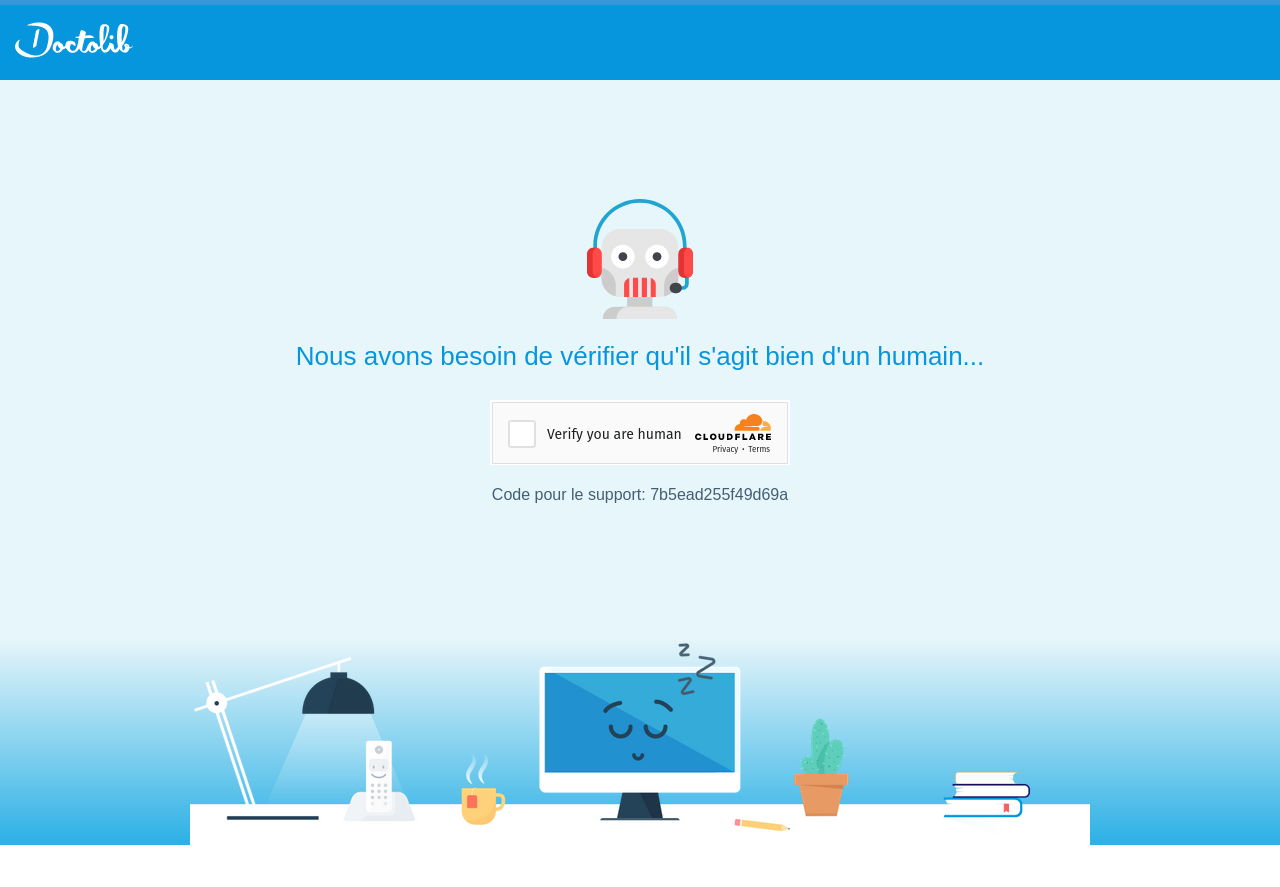 Doctolib
Nous avons besoin de vérifier qu'il s'agit bien d'un humain...
Verify you are human
CLOUDFLARE
Privacy • Terms
Code pour le support: 7b5ead255f49d69a
z
Z
z